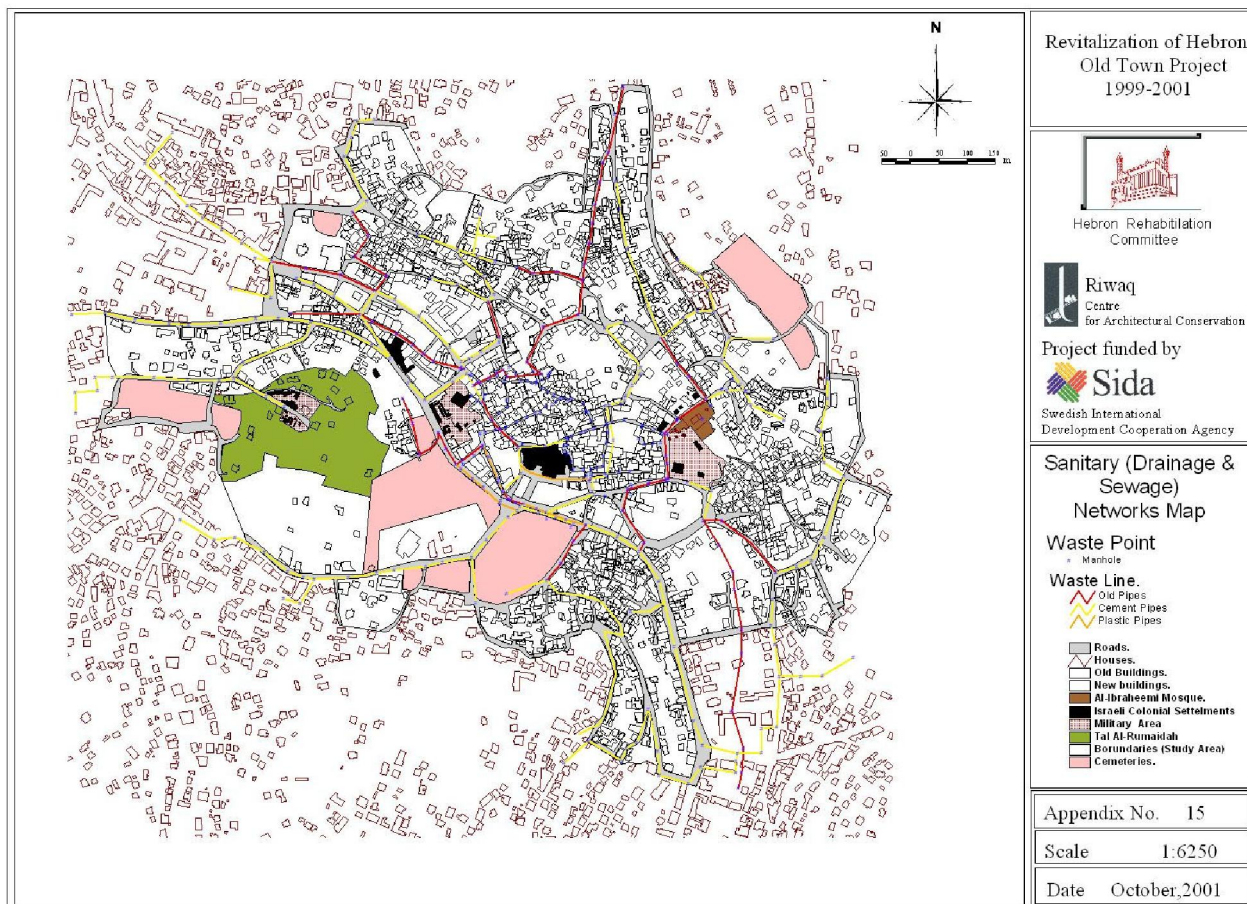 N
50 0 50 100 150 m
Revitalization of Hebron
Old Town Project
1999-2001
Hebron Rehabitilation
Committee
Riwaq
Centre
for Architectural Conservation
Project funded by
Sida
Swedish International
Development Cooperation Agency
Sanitary (Drainage &
Sewage)
Networks Map
Waste Point
Manhole
Waste Line.
Old Pipes
Cement Pipes
Plastic Pipes
Roads.
Houses.
Old Buildings.
New buildings.
Al-Ibraheemi Mosque.
Israeli Colonial Settelments
Military Area
Tal Al-Rumaidah
Borundaries (Study Area)
Cemeteries.
Appendix No. 15
Scale 1:6250
Date October,2001